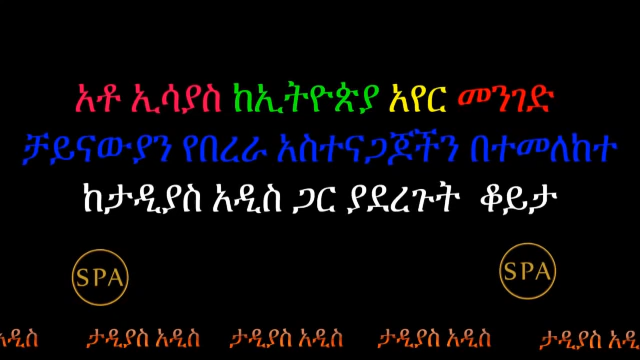 አቶ ኢሳያስ ከኢትዮጵያ አየር መንገድ
ቻይናውያን የበረራ አስተናጋጆችን በተመለከተ
ከታዲያስ አዲስ ጋር ያደረጉት ቆይታ
SPA SPA
አዲስ ታዲያስ አዲስ ታዲያስ አዲስ ታዲያስ አዲስ ታዲያስ አዲ